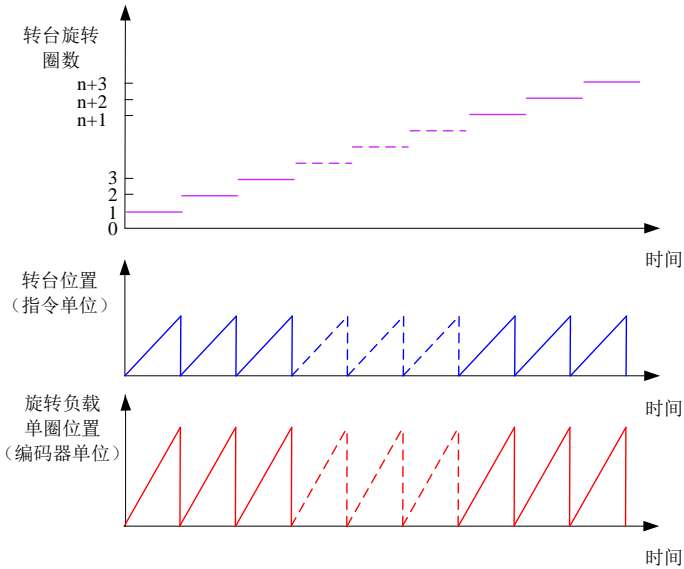 转台旋转
圈数
n+3
n+2
n+1
3
2
1
0
时间
转台位置
（指令单位）
时间
旋转负载
单圈位置
（编码器单位）
时间